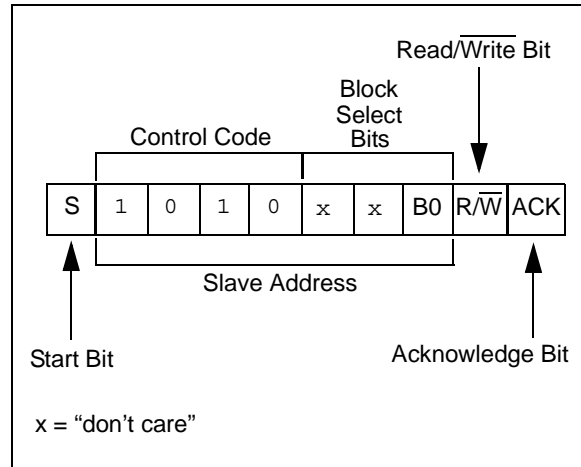 Read/Write Bit
Block
Select
Bits
Control Code
S 1 0 1 0 x x B0 R/W ACK
Slave Address
Start Bit
Acknowledge Bit
x = “don’t care”